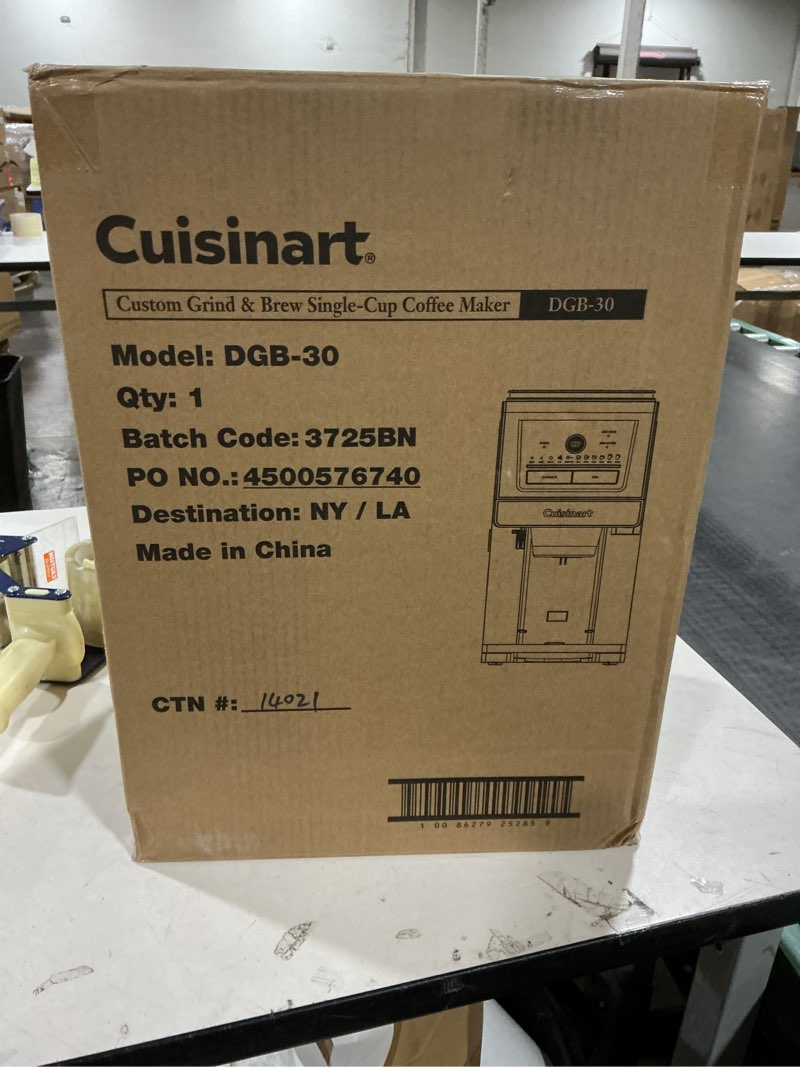 Cuisinart®
Custom Grind & Brew Single-Cup Coffee Maker DGB-30
Model: DGB-30
Qty: 1
Batch Code: 3725BN
PO NO.: 4500576740
Destination: NY / LA
Made in China
Cuisinart
CTN #: 14021
1 00 86279 25265 9